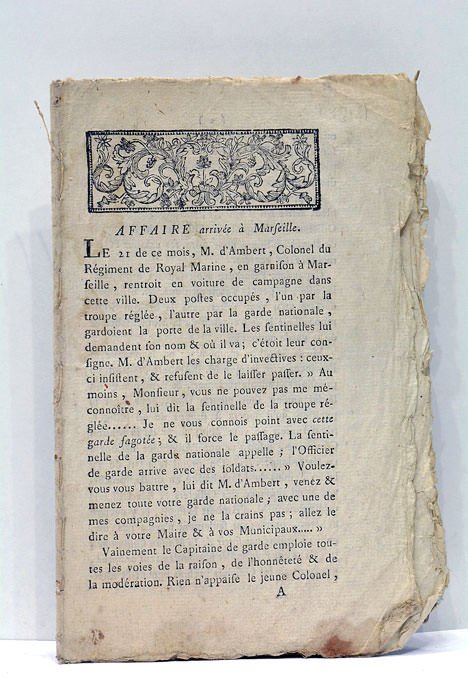 AFFAIRE arrivée à Marſeille.
LE 21 de ce mois, M. d'Ambert, Colonel du
Régiment de Royal Marine, en garniſon à Mar-
ſeille, rentroit en voiture de campagne dans
cette ville. Deux poſtes occupés, l'un par la
troupe réglée, l'autre par la garde nationale,
gardoient la porte de la ville. Les ſentinelles lui
demandent ſon nom & où il va; c'étoit leur con-
ſigne. M. d'Ambert les charge d'invectives : ceux-
ci inſiſtent, & refuſent de le laiſſer paſſer. » Au
moins, Monſieur, vous ne pouvez pas me mé-
connoître, lui dit la ſentinelle de la troupe ré-
glée...... Je ne vous connois point avec cette
garde fagotée; & il force le paſſage. La ſenti-
nelle de la garde nationale appelle; l'Officier
de garde arrive avec des ſoldats...... » Voulez-
vous vous battre, lui dit M. d'Ambert, venez &
menez toute votre garde nationale; avec une de
mes compagnies, je ne la crains pas; allez le
dire à votre Maire & à vos Municipaux..... »
Vainement le Capitaine de garde emploie tou-
tes les voies de la raiſon, de l'honnêteté & de
la modération. Rien n'appaiſe le jeune Colonel,
A